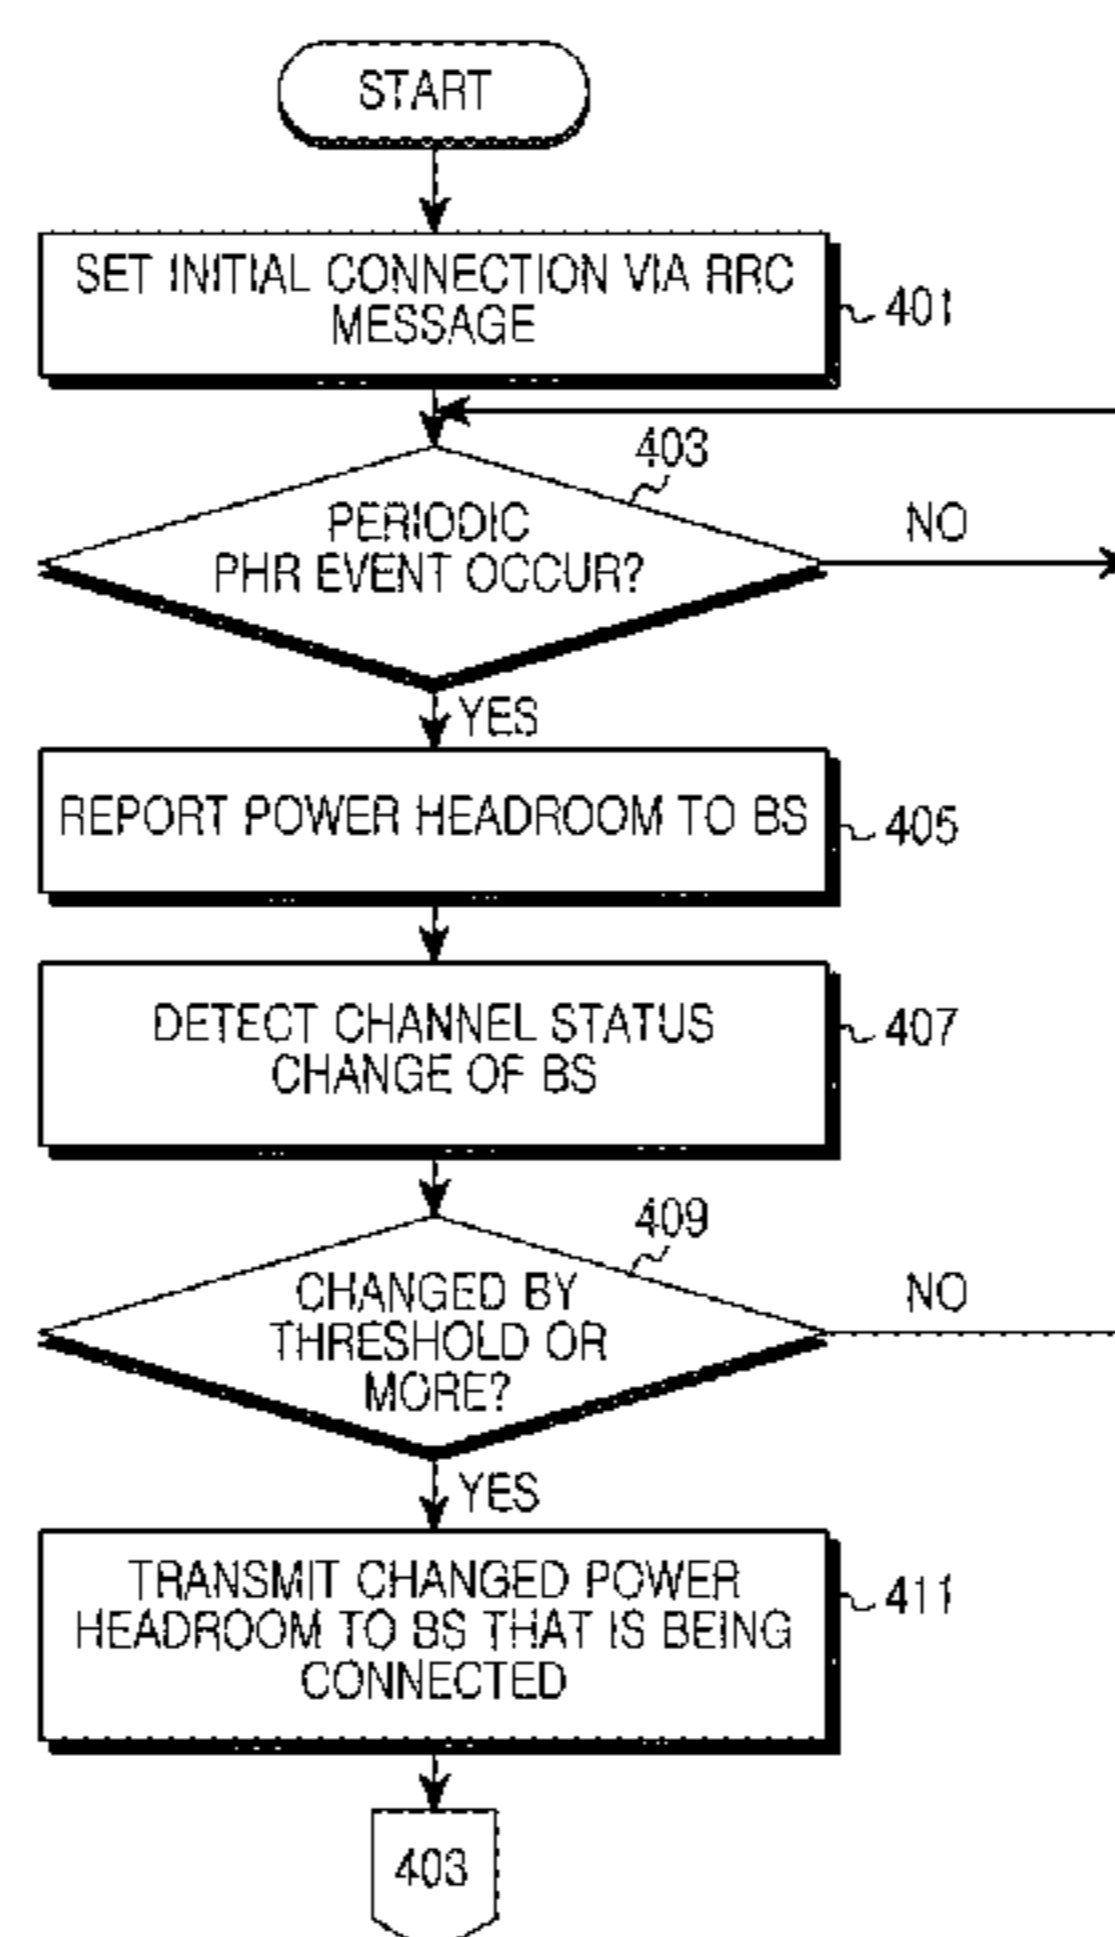 START
SET INITIAL CONNECTION VIA RRC
MESSAGE
401
403
PERIODIC
PHR EVENT OCCUR?
NO
YES
REPORT POWER HEADROOM TO BS
405
DETECT CHANNEL STATUS
CHANGE OF BS
407
409
CHANGED BY
THRESHOLD OR
MORE?
NO
YES
TRANSMIT CHANGED POWER
HEADROOM TO BS THAT IS BEING
CONNECTED
411
403